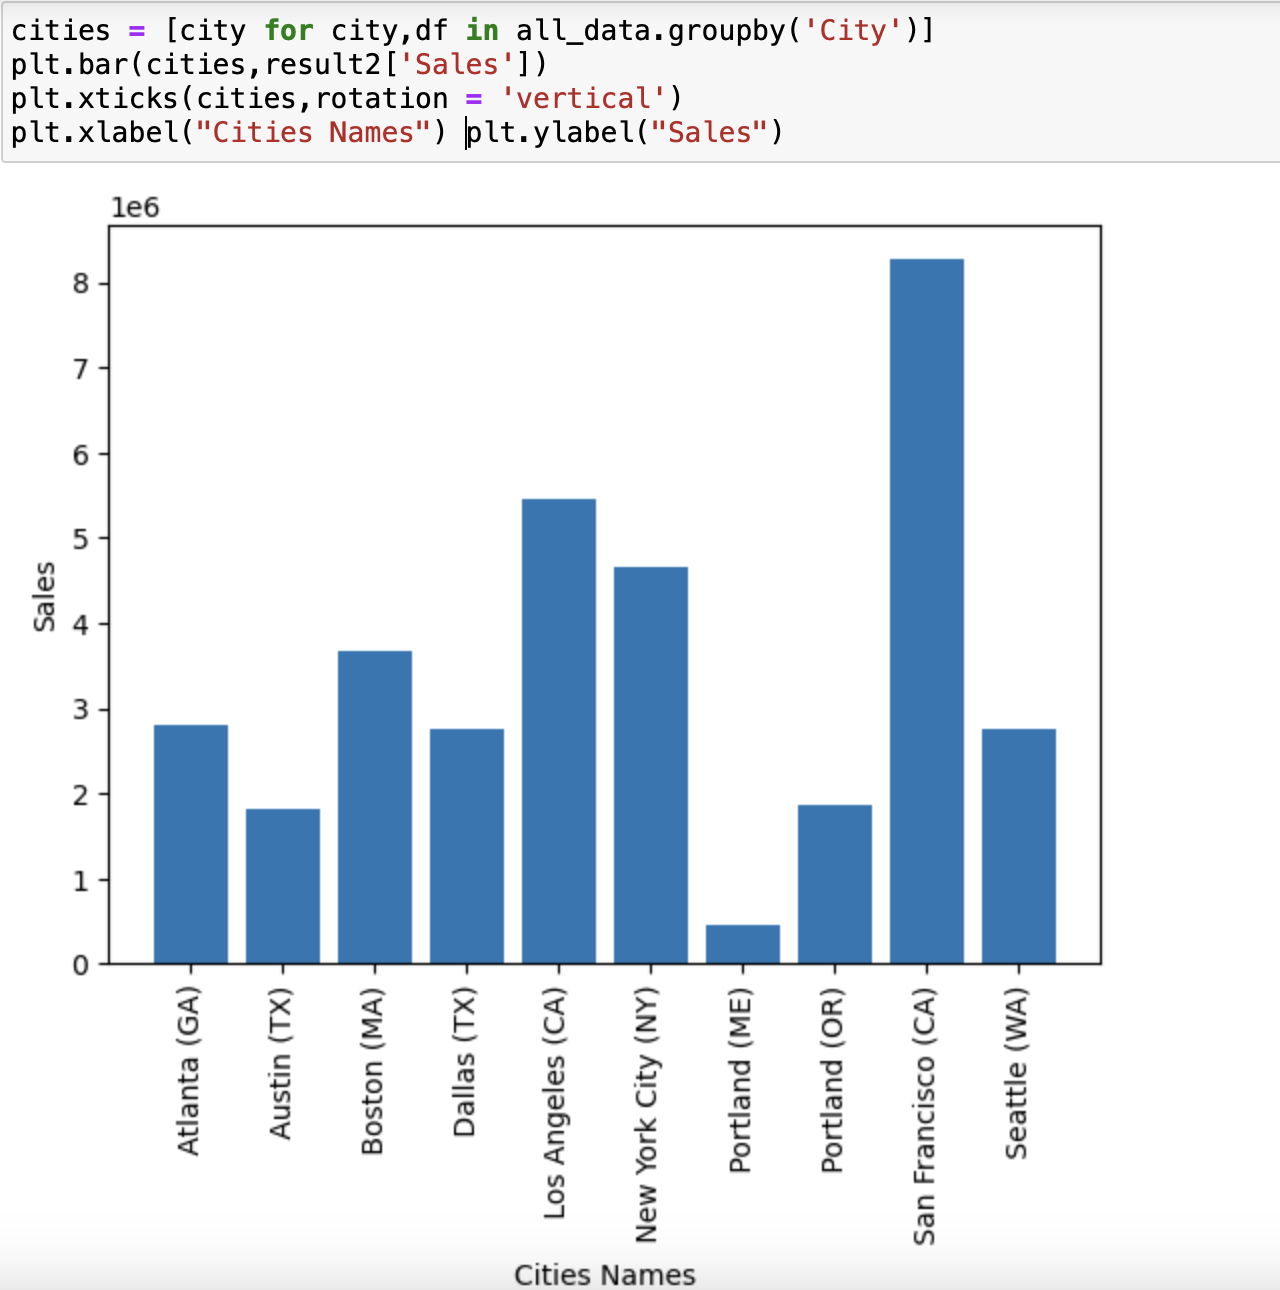 cities = [city for city,df in all_data.groupby('City')]
plt.bar(cities,result2['Sales'])
plt.xticks(cities,rotation = 'vertical')
plt.xlabel("Cities Names") plt.ylabel("Sales")
1e6
8
7
6
5
4
3
2
1
0
Sales
Atlanta (GA)
Austin (TX)
Boston (MA)
Dallas (TX)
Los Angeles (CA)
New York City (NY)
Portland (ME)
Portland (OR)
San Francisco (CA)
Seattle (WA)
Cities Names